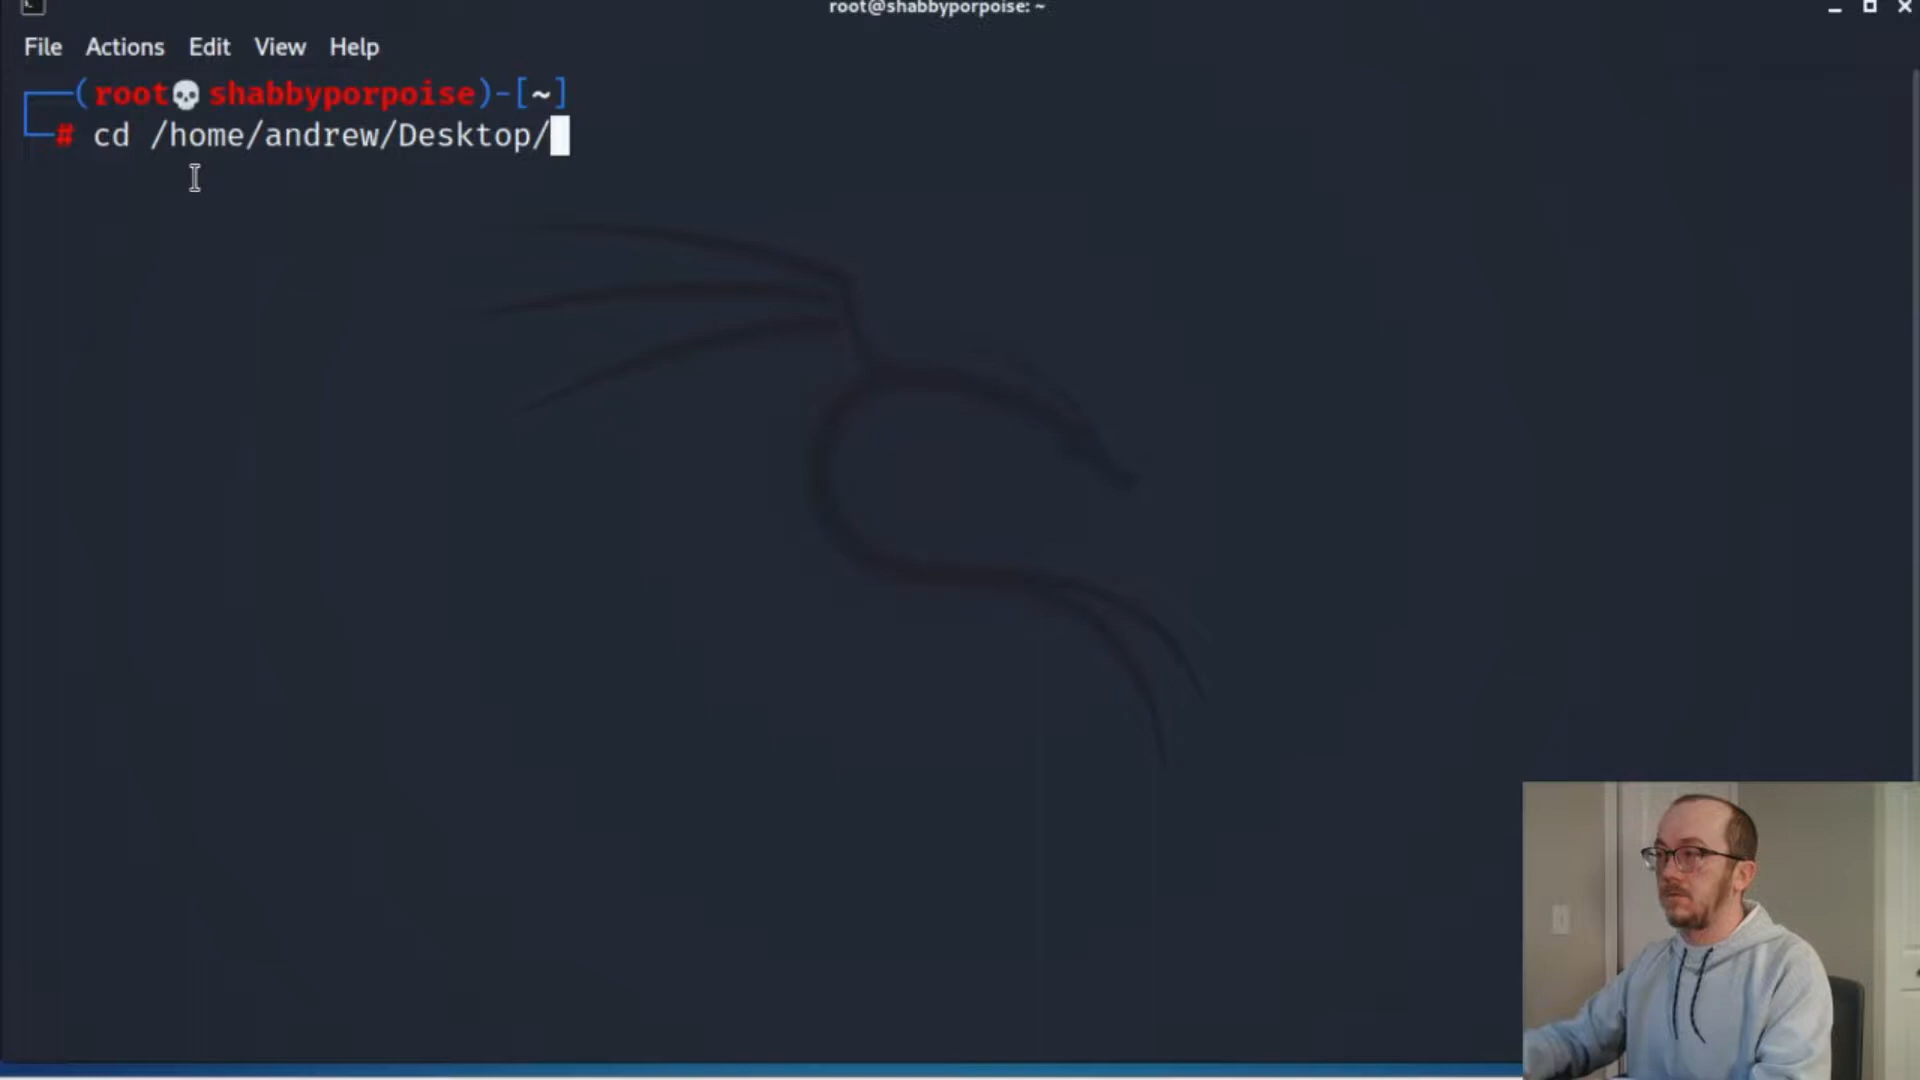 root@shabbyporpoise: ~
File Actions Edit View Help
(root💀shabbyporpoise)-[~]
# cd /home/andrew/Desktop/